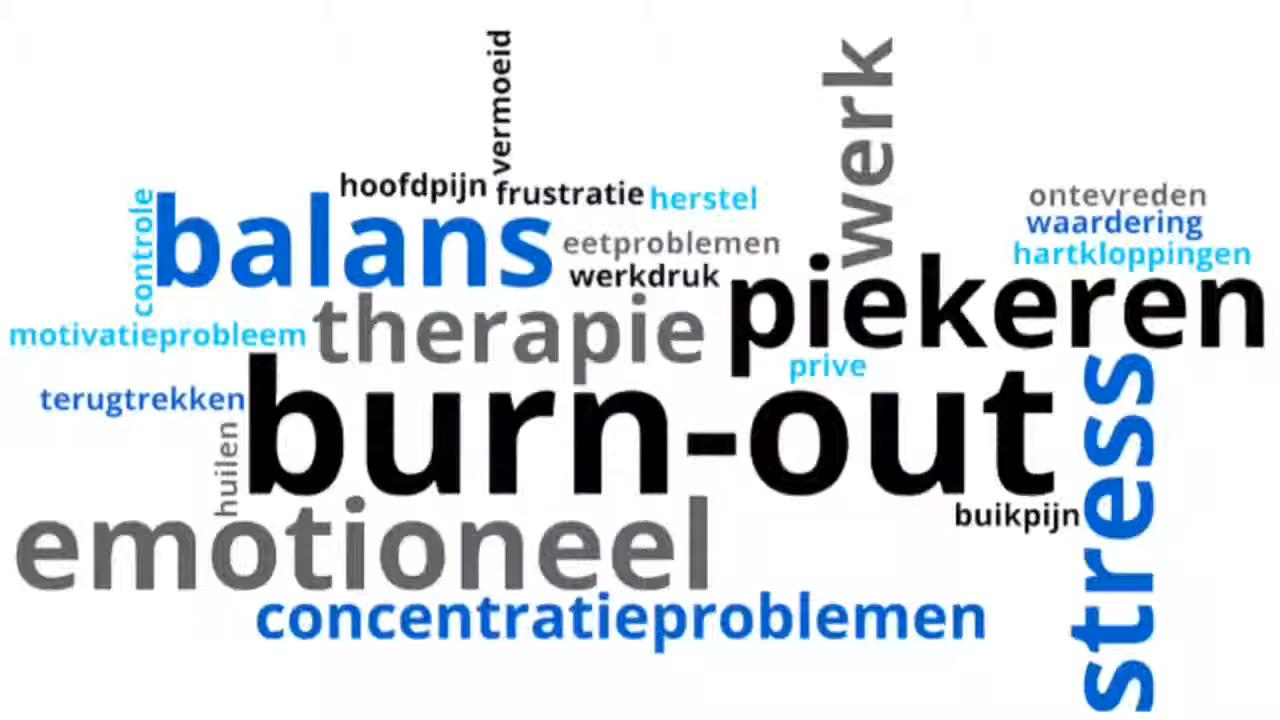 vermoeid
werk
hoofdpijn
frustratie
herstel
ontevreden
controle
balans
waardering
eetproblemen
hartkloppingen
werkdruk
piekeren
motivatieprobleem
therapie
prive
terugtrekken
burn-out
stress
huilen
buikpijn
emotioneel
concentratieproblemen